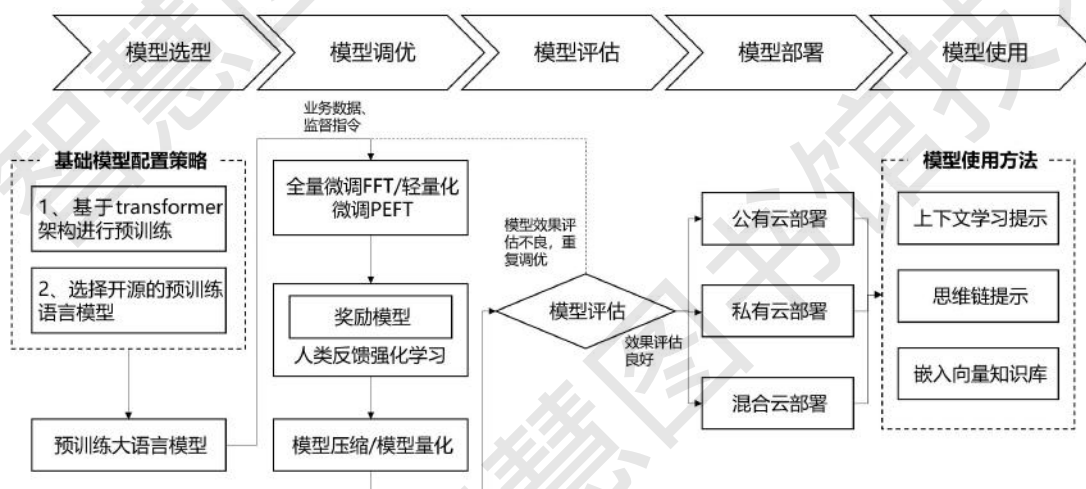 模型选型
模型调优
模型评估
模型部署
模型使用
业务数据、
监督指令
基础模型配置策略
1、基于transformer
架构进行预训练
2、选择开源的预训练
语言模型
预训练大语言模型
全量微调FFT/轻量化
微调PEFT
奖励模型
人类反馈强化学习
模型压缩/模型量化
模型效果评
估不良，重
复调优
模型评估
效果评估
良好
公有云部署
私有云部署
混合云部署
模型使用方法
上下文学习提示
思维链提示
嵌入向量知识库
智慧图书馆技